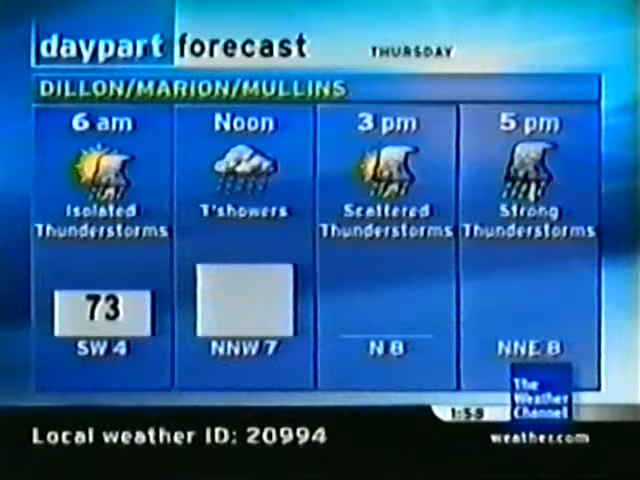 daypart forecast THURSDAY
DILLON/MARION/MULLINS
6 am Noon 3 pm 5 pm
Isolated Thunderstorms T'showers Scattered Thunderstorms Strong Thunderstorms
73
SW 4 NNW 7 N 8 NNE 8
The Weather Channel
1:58
Local weather ID: 20994 weather.com